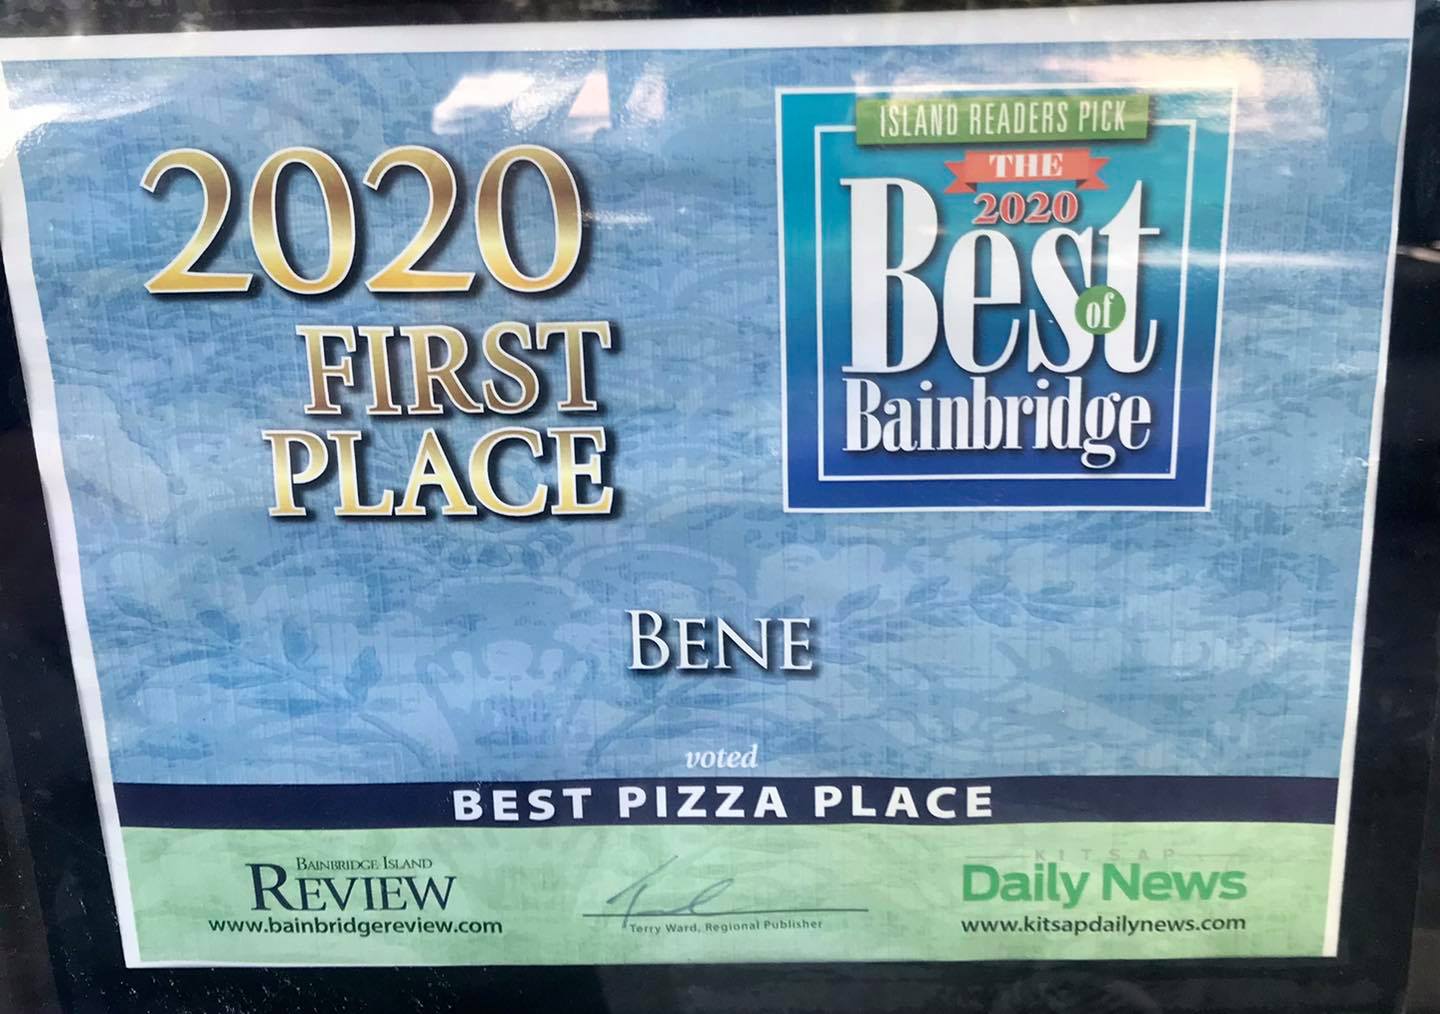 2020
FIRST
PLACE
ISLAND READERS PICK
THE
2020
Best
of
Bainbridge
BENE
voted
BEST PIZZA PLACE
BAINBRIDGE ISLAND
REVIEW
www.bainbridgereview.com
Terry Ward, Regional Publisher
KITSAP
Daily News
www.kitsapdailynews.com